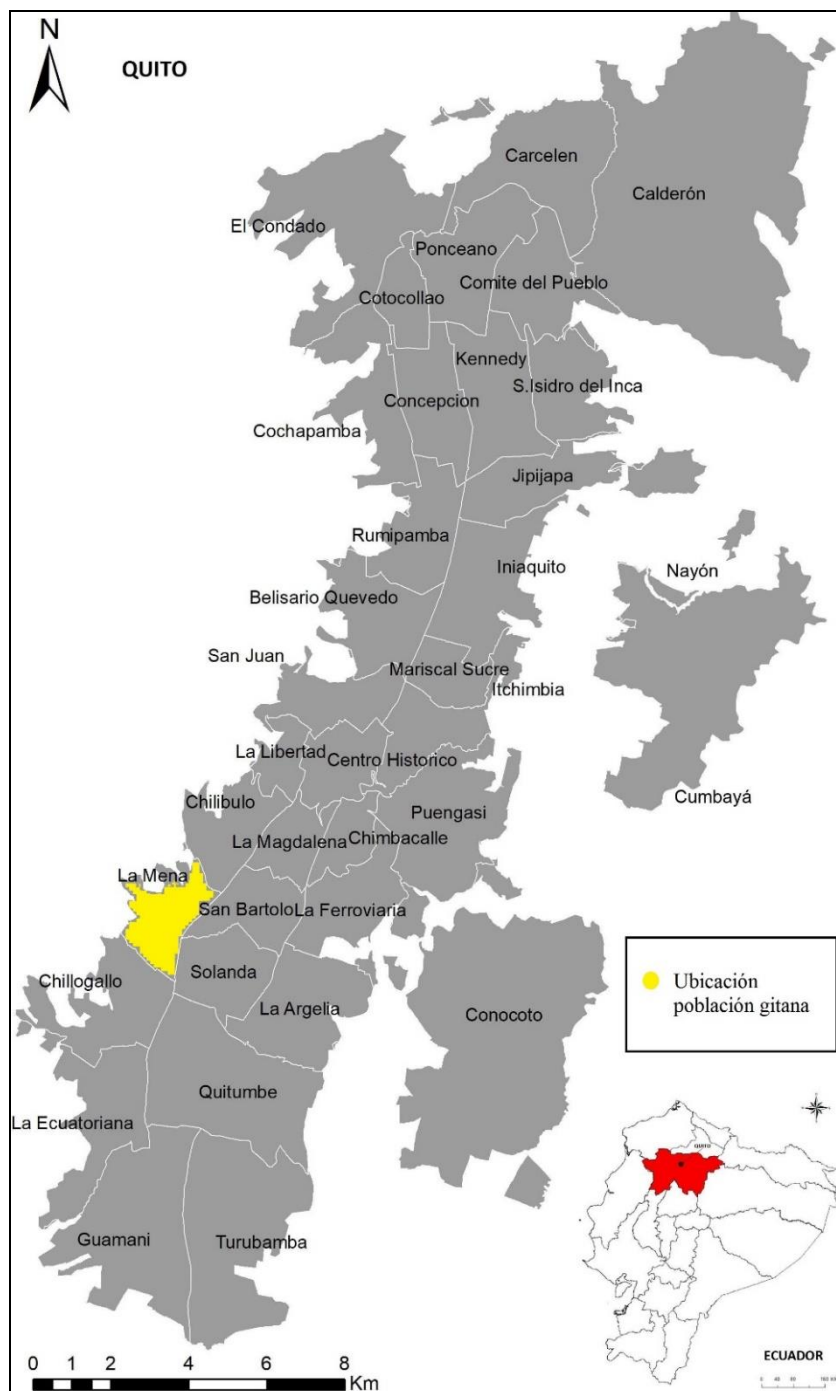 N
QUITO
Carcelen
Calderón
El Condado
Ponceano
Comite del Pueblo
Cotocollao
Kennedy
S.Isidro del Inca
Concepcion
Cochapamba
Jipijapa
Rumipamba
Iniaquito
Nayón
Belisario Quevedo
San Juan
Mariscal Sucre
Itchimbia
La Libertad
Centro Historico
Cumbayá
Chilibulo
Puengasi
La Magdalena
Chimbacalle
La Mena
San Bartolo
La Ferroviaria
Chillogallo
Solanda
La Argelia
Conocoto
Ubicación
población gitana
Quitumbe
La Ecuatoriana
Guamani
Turubamba
QUITO
ECUADOR
0 2 4 6 8
Km